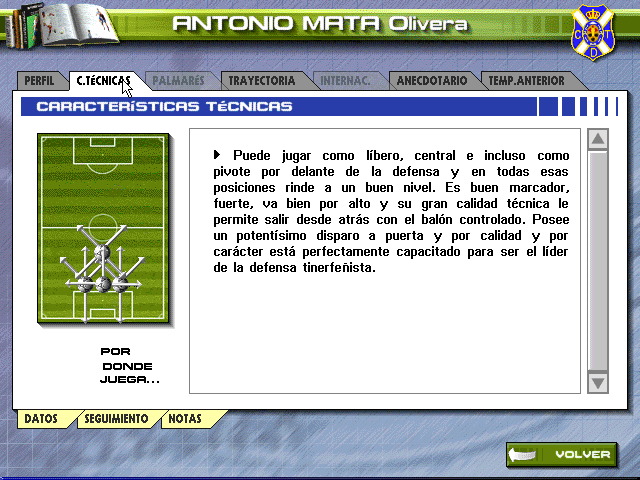 ANTONIO MATA Olivera
C T
D
PERFIL C.TÉCNICAS PALMARÉS TRAYECTORIA INTERNAC. ANECDOTARIO TEMP.ANTERIOR
CARACTERÍSTICAS TÉCNICAS
Puede jugar como líbero, central e incluso como
pivote por delante de la defensa y en todas esas
posiciones rinde a un buen nivel. Es buen marcador,
fuerte, va bien por alto y su gran calidad técnica le
permite salir desde atrás con el balón controlado. Posee
un potentísimo disparo a puerta y por calidad y por
carácter está perfectamente capacitado para ser el líder
de la defensa tinerfeñista.
POR
DONDE
JUEGA...
DATOS SEGUIMIENTO NOTAS
VOLVER